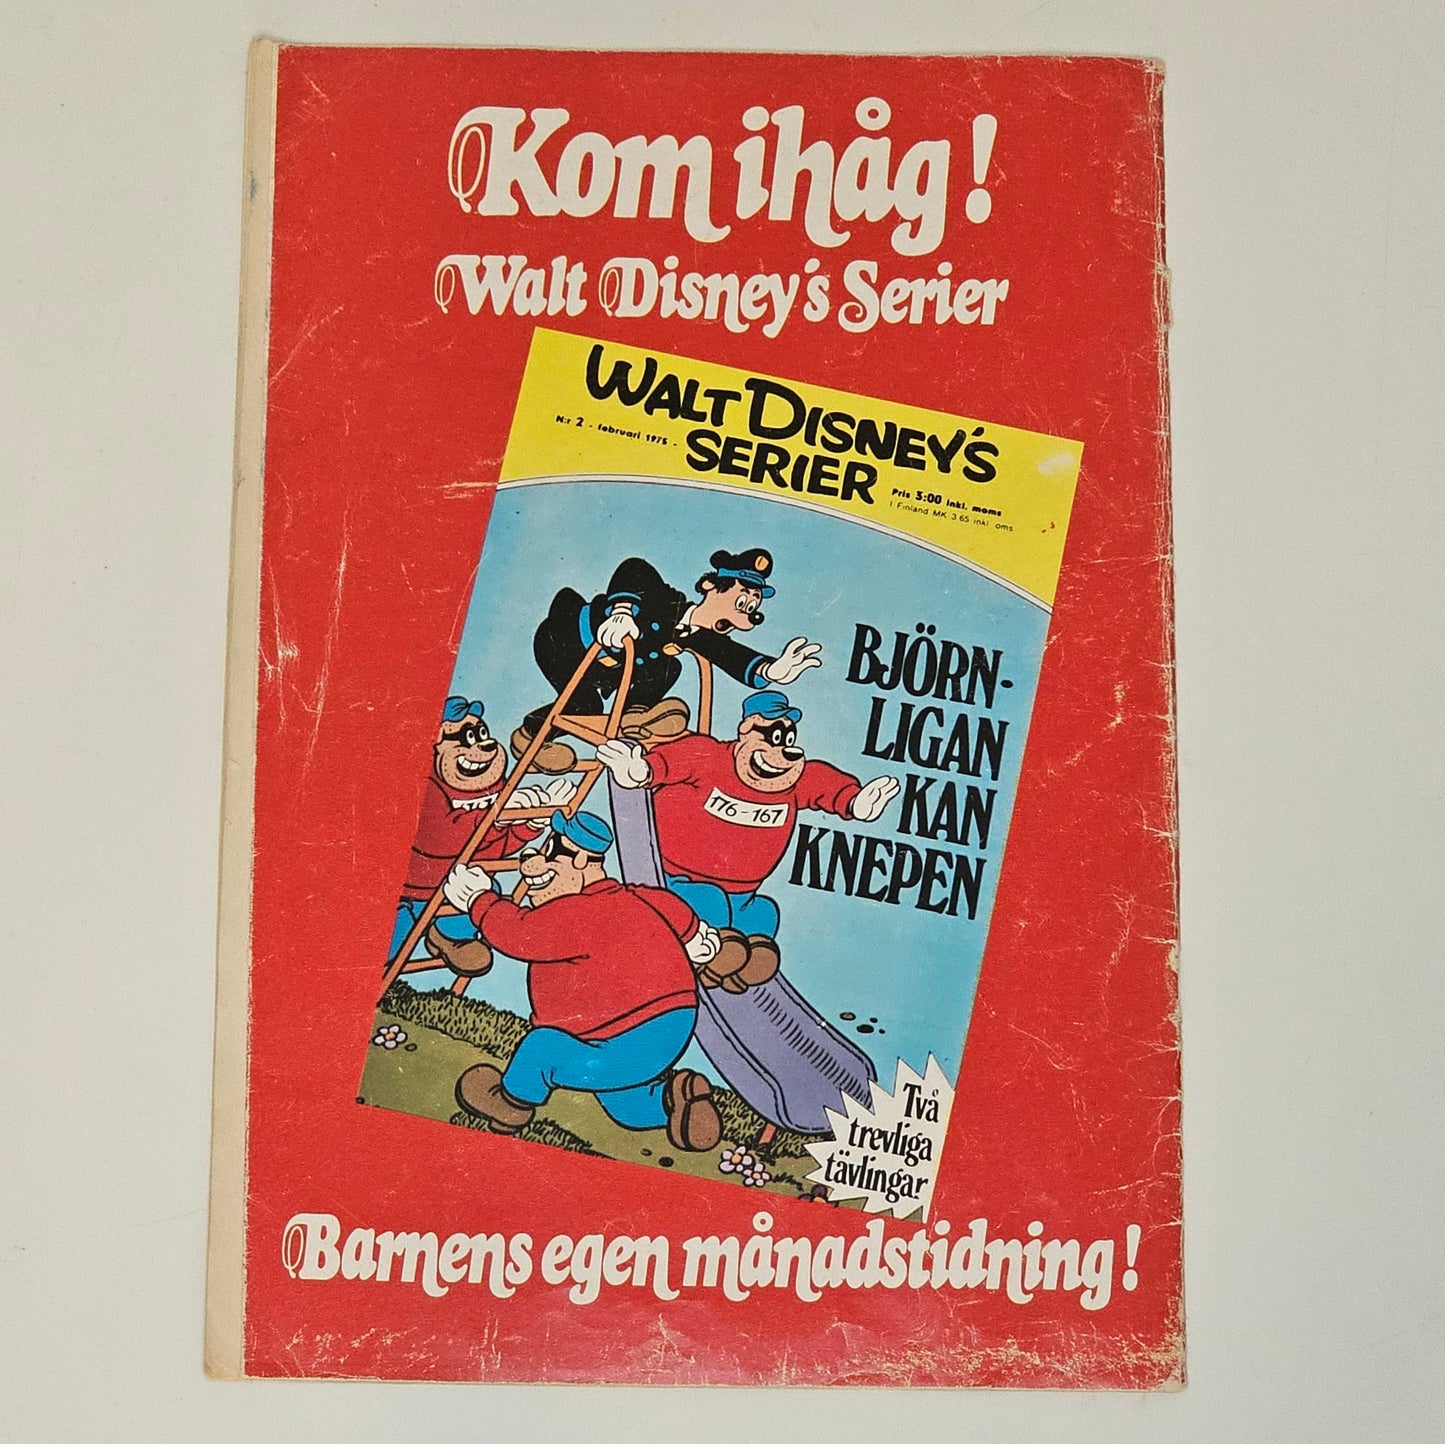 Kom ihåg!
Walt Disney's Serier
WALT DISNEY'S
SERIER
N:r 2 - februari 1975 -
Pris 3:00 inkl. moms
i Finland MK 3.65 inkl oms
BJÖRN-
LIGAN
KAN
KNEPEN
176-167
Två
trevliga
tävlingar
Barnens egen månadstidning!